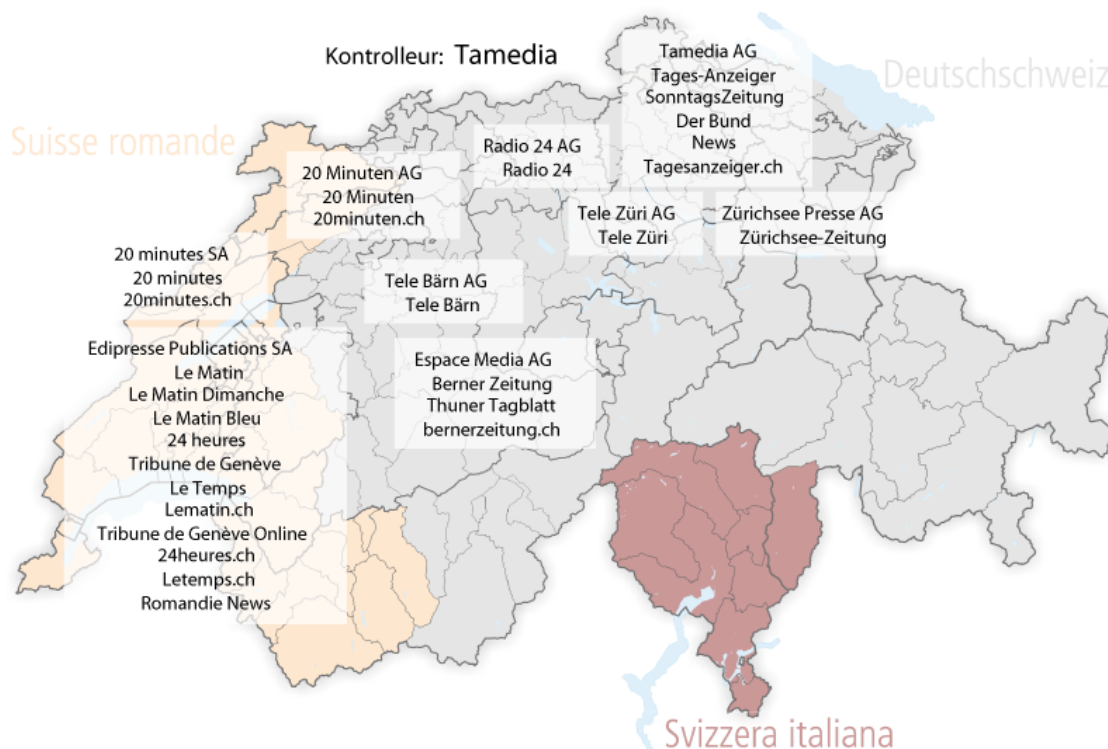 Kontrolleur: Tamedia
Deutschschweiz
Suisse romande
Tamedia AG
Tages-Anzeiger
SonntagsZeitung
Der Bund
News
Tagesanzeiger.ch
Radio 24 AG
Radio 24
20 Minuten AG
20 Minuten
20minuten.ch
Tele Züri AG
Tele Züri
Zürichsee Presse AG
Zürichsee-Zeitung
20 minutes SA
20 minutes
20minutes.ch
Tele Bärn AG
Tele Bärn
Edipresse Publications SA
Le Matin
Le Matin Dimanche
Le Matin Bleu
24 heures
Tribune de Genève
Le Temps
Lematin.ch
Tribune de Genève Online
24heures.ch
Letemps.ch
Romandie News
Espace Media AG
Berner Zeitung
Thuner Tagblatt
bernerzeitung.ch
Svizzera italiana